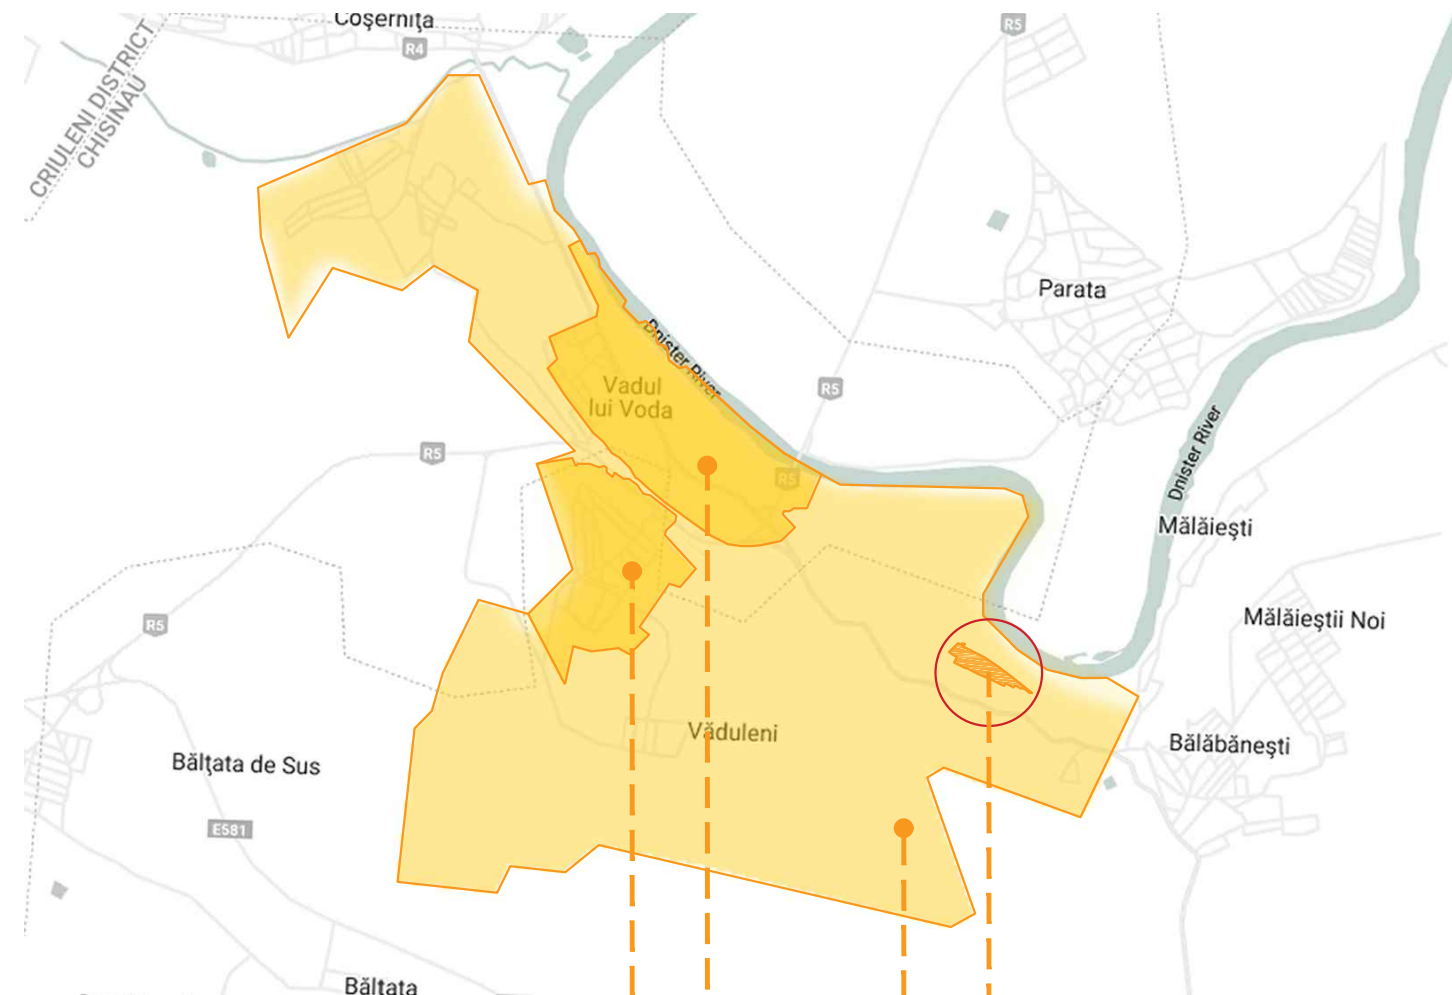 Coşerniţa
R4
R5
CRIULENI DISTRICT
CHISINAU
Parata
Dnister River
R5
Vadul
lui Voda
R5
R5
Dnister River
Mălăieşti
Mălăieştii Noi
R5
Văduleni
Bălăbăneşti
Bălţata de Sus
E581
Bălţata